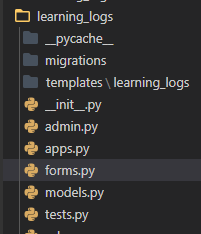 learning_logs
__pycache__
migrations
templates \ learning_logs
__init__.py
admin.py
apps.py
forms.py
models.py
tests.py